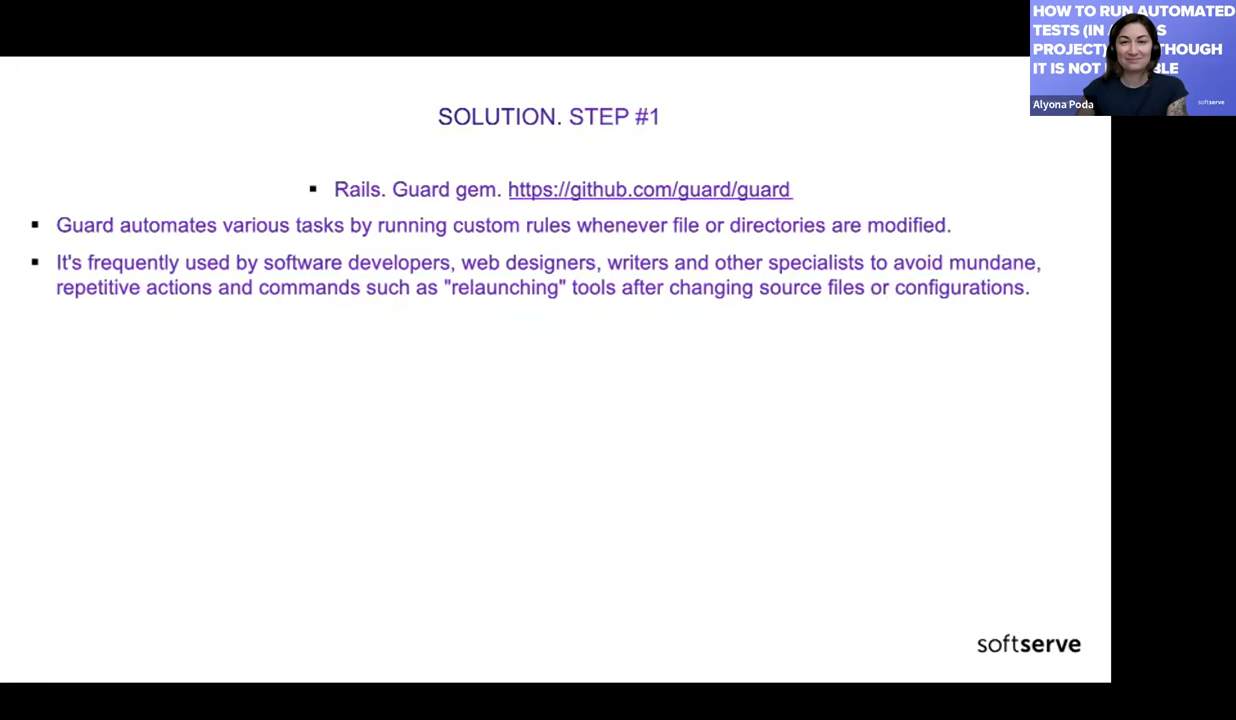 HOW TO RUN AUTOMATED
TESTS (IN
PROJECT) THOUGH
IT IS NOT
Alyona Poda
softserve
SOLUTION. STEP #1
▪ Rails. Guard gem. https://github.com/guard/guard
▪ Guard automates various tasks by running custom rules whenever file or directories are modified.
▪ It's frequently used by software developers, web designers, writers and other specialists to avoid mundane,
repetitive actions and commands such as "relaunching" tools after changing source files or configurations.
softserve